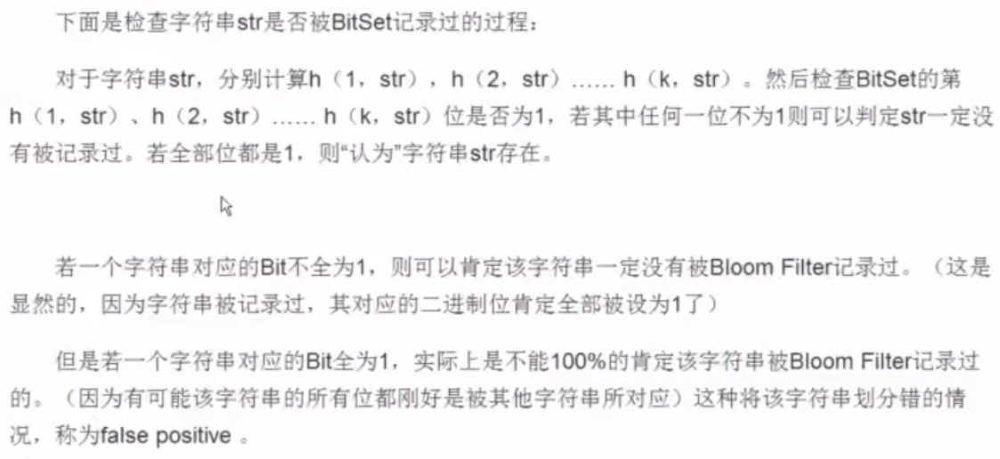 下面是检查字符串str是否被BitSet记录过的过程：
对于字符串str，分别计算h（1，str），h（2，str）…… h（k，str）。然后检查BitSet的第
h（1，str）、h（2，str）…… h（k，str）位是否为1，若其中任何一位不为1则可以判定str一定没
有被记录过。若全部位都是1，则“认为”字符串str存在。
若一个字符串对应的Bit不全为1，则可以肯定该字符串一定没有被Bloom Filter记录过。（这是
显然的，因为字符串被记录过，其对应的二进制位肯定全部被设为1了）
但是若一个字符串对应的Bit全为1，实际上是不能100%的肯定该字符串被Bloom Filter记录过
的。（因为有可能该字符串的所有位都刚好是被其他字符串所对应）这种将该字符串划分错的情
况，称为false positive 。